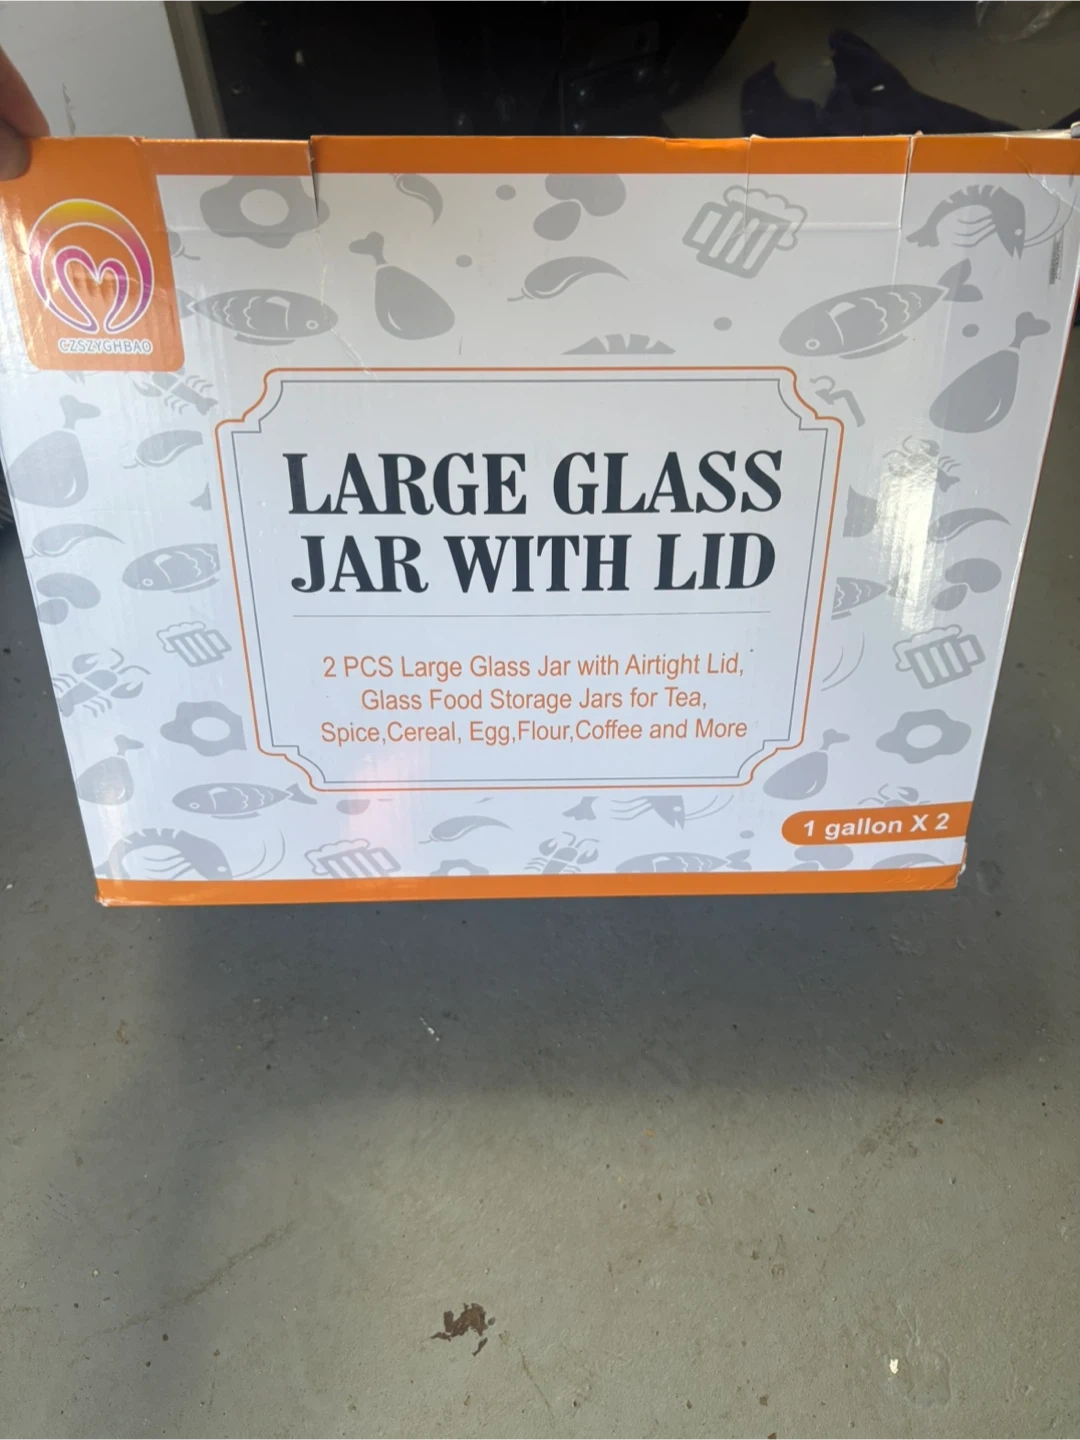 CZSZYGHBAO
LARGE GLASS
JAR WITH LID
2 PCS Large Glass Jar with Airtight Lid,
Glass Food Storage Jars for Tea,
Spice,Cereal, Egg,Flour,Coffee and More
1 gallon X 2